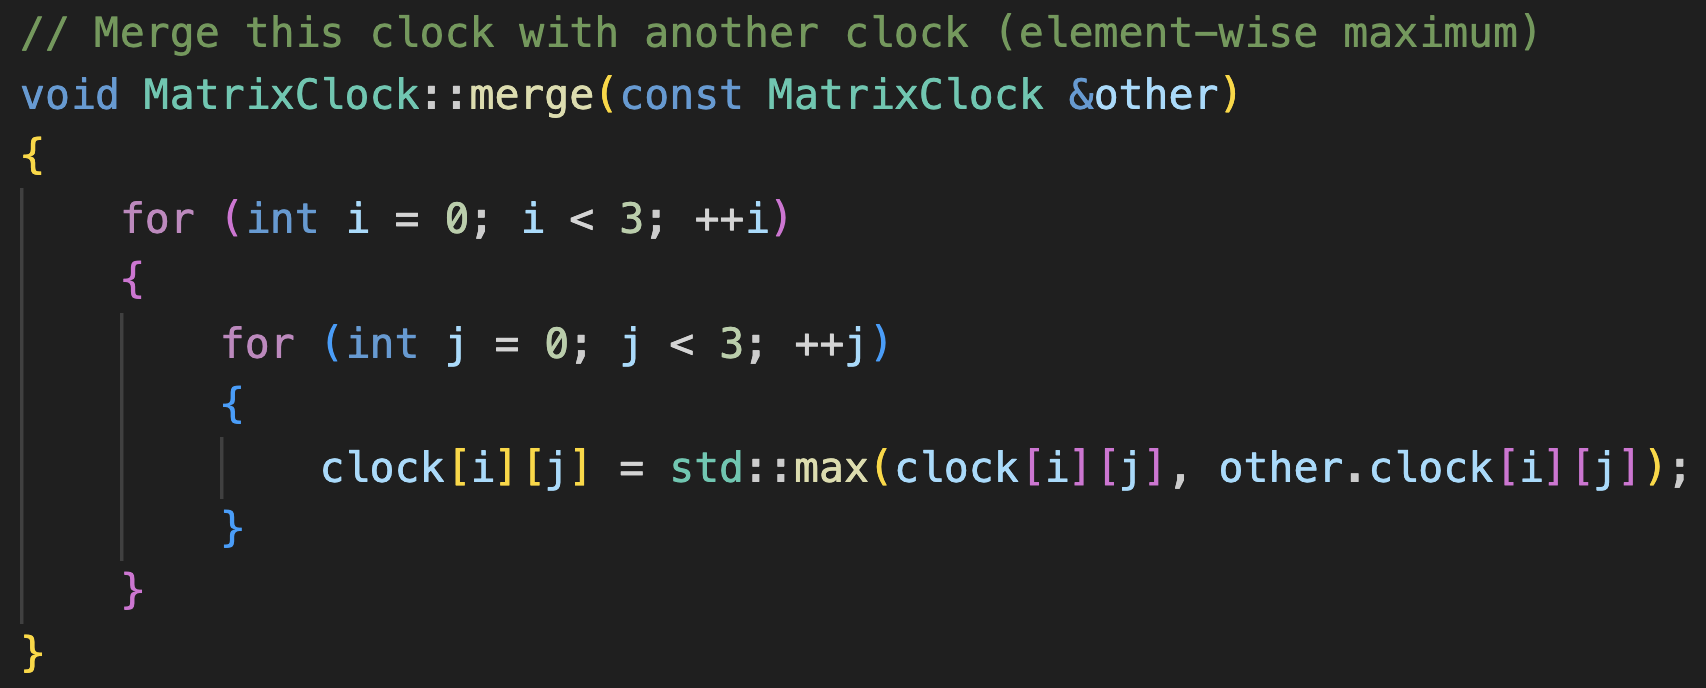 // Merge this clock with another clock (element-wise maximum)
void MatrixClock::merge(const MatrixClock &other)
{
    for (int i = 0; i < 3; ++i)
    {
        for (int j = 0; j < 3; ++j)
        {
            clock[i][j] = std::max(clock[i][j], other.clock[i][j]);
        }
    }
}